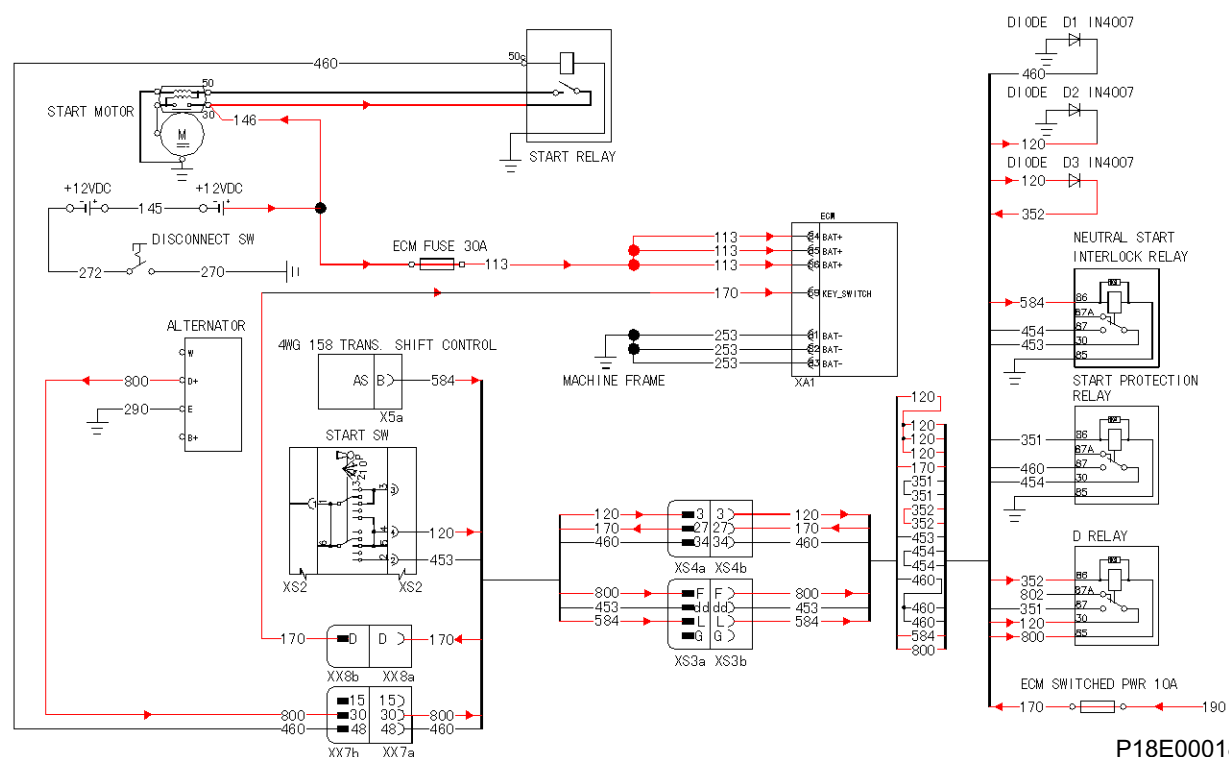 DIODE D1 IN4007
460
DIODE D2 IN4007
120
DIODE D3 IN4007
120
352
460
50s
START RELAY
START MOTOR
50
30
146
M
+12VDC
+12VDC
145
DISCONNECT SW
272
270
ECM FUSE 30A
113
ECM
113
BAT+
113
BAT+
113
BAT+
170
KEY_SWITCH
253
BAT-
253
BAT-
253
BAT-
XA1
MACHINE FRAME
NEUTRAL START
INTERLOCK RELAY
584
86
87A
454
87
453
30
85
START PROTECTION
RELAY
351
86
87A
460
87
454
30
85
D RELAY
352
86
802
87A
351
87
120
30
800
85
ECM SWITCHED PWR 10A
170
190
ALTERNATOR
W
800
D+
290
E
B+
4WG 158 TRANS. SHIFT CONTROL
AS
B
584
X5a
START SW
210P
1
3
3
4
120
2
453
XS2
XS2
170
D
D
170
XX8b
XX8a
15
15
800
30
30
800
460
48
48
460
XX7b
XX7a
120
3
3
120
170
27
27
170
460
34
34
460
XS4a
XS4b
800
F
F
800
453
dd
dd
453
584
L
L
584
G
G
XS3a
XS3b
120
120
120
120
170
351
351
352
352
453
454
454
460
460
460
584
800